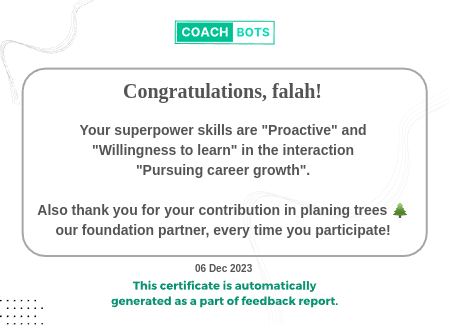 COACH BOTS
Congratulations, falah!
Your superpower skills are "Proactive" and
"Willingness to learn" in the interaction
"Pursuing career growth".
Also thank you for your contribution in planing trees 🌲
our foundation partner, every time you participate!
06 Dec 2023
This certificate is automatically
generated as a part of feedback report.